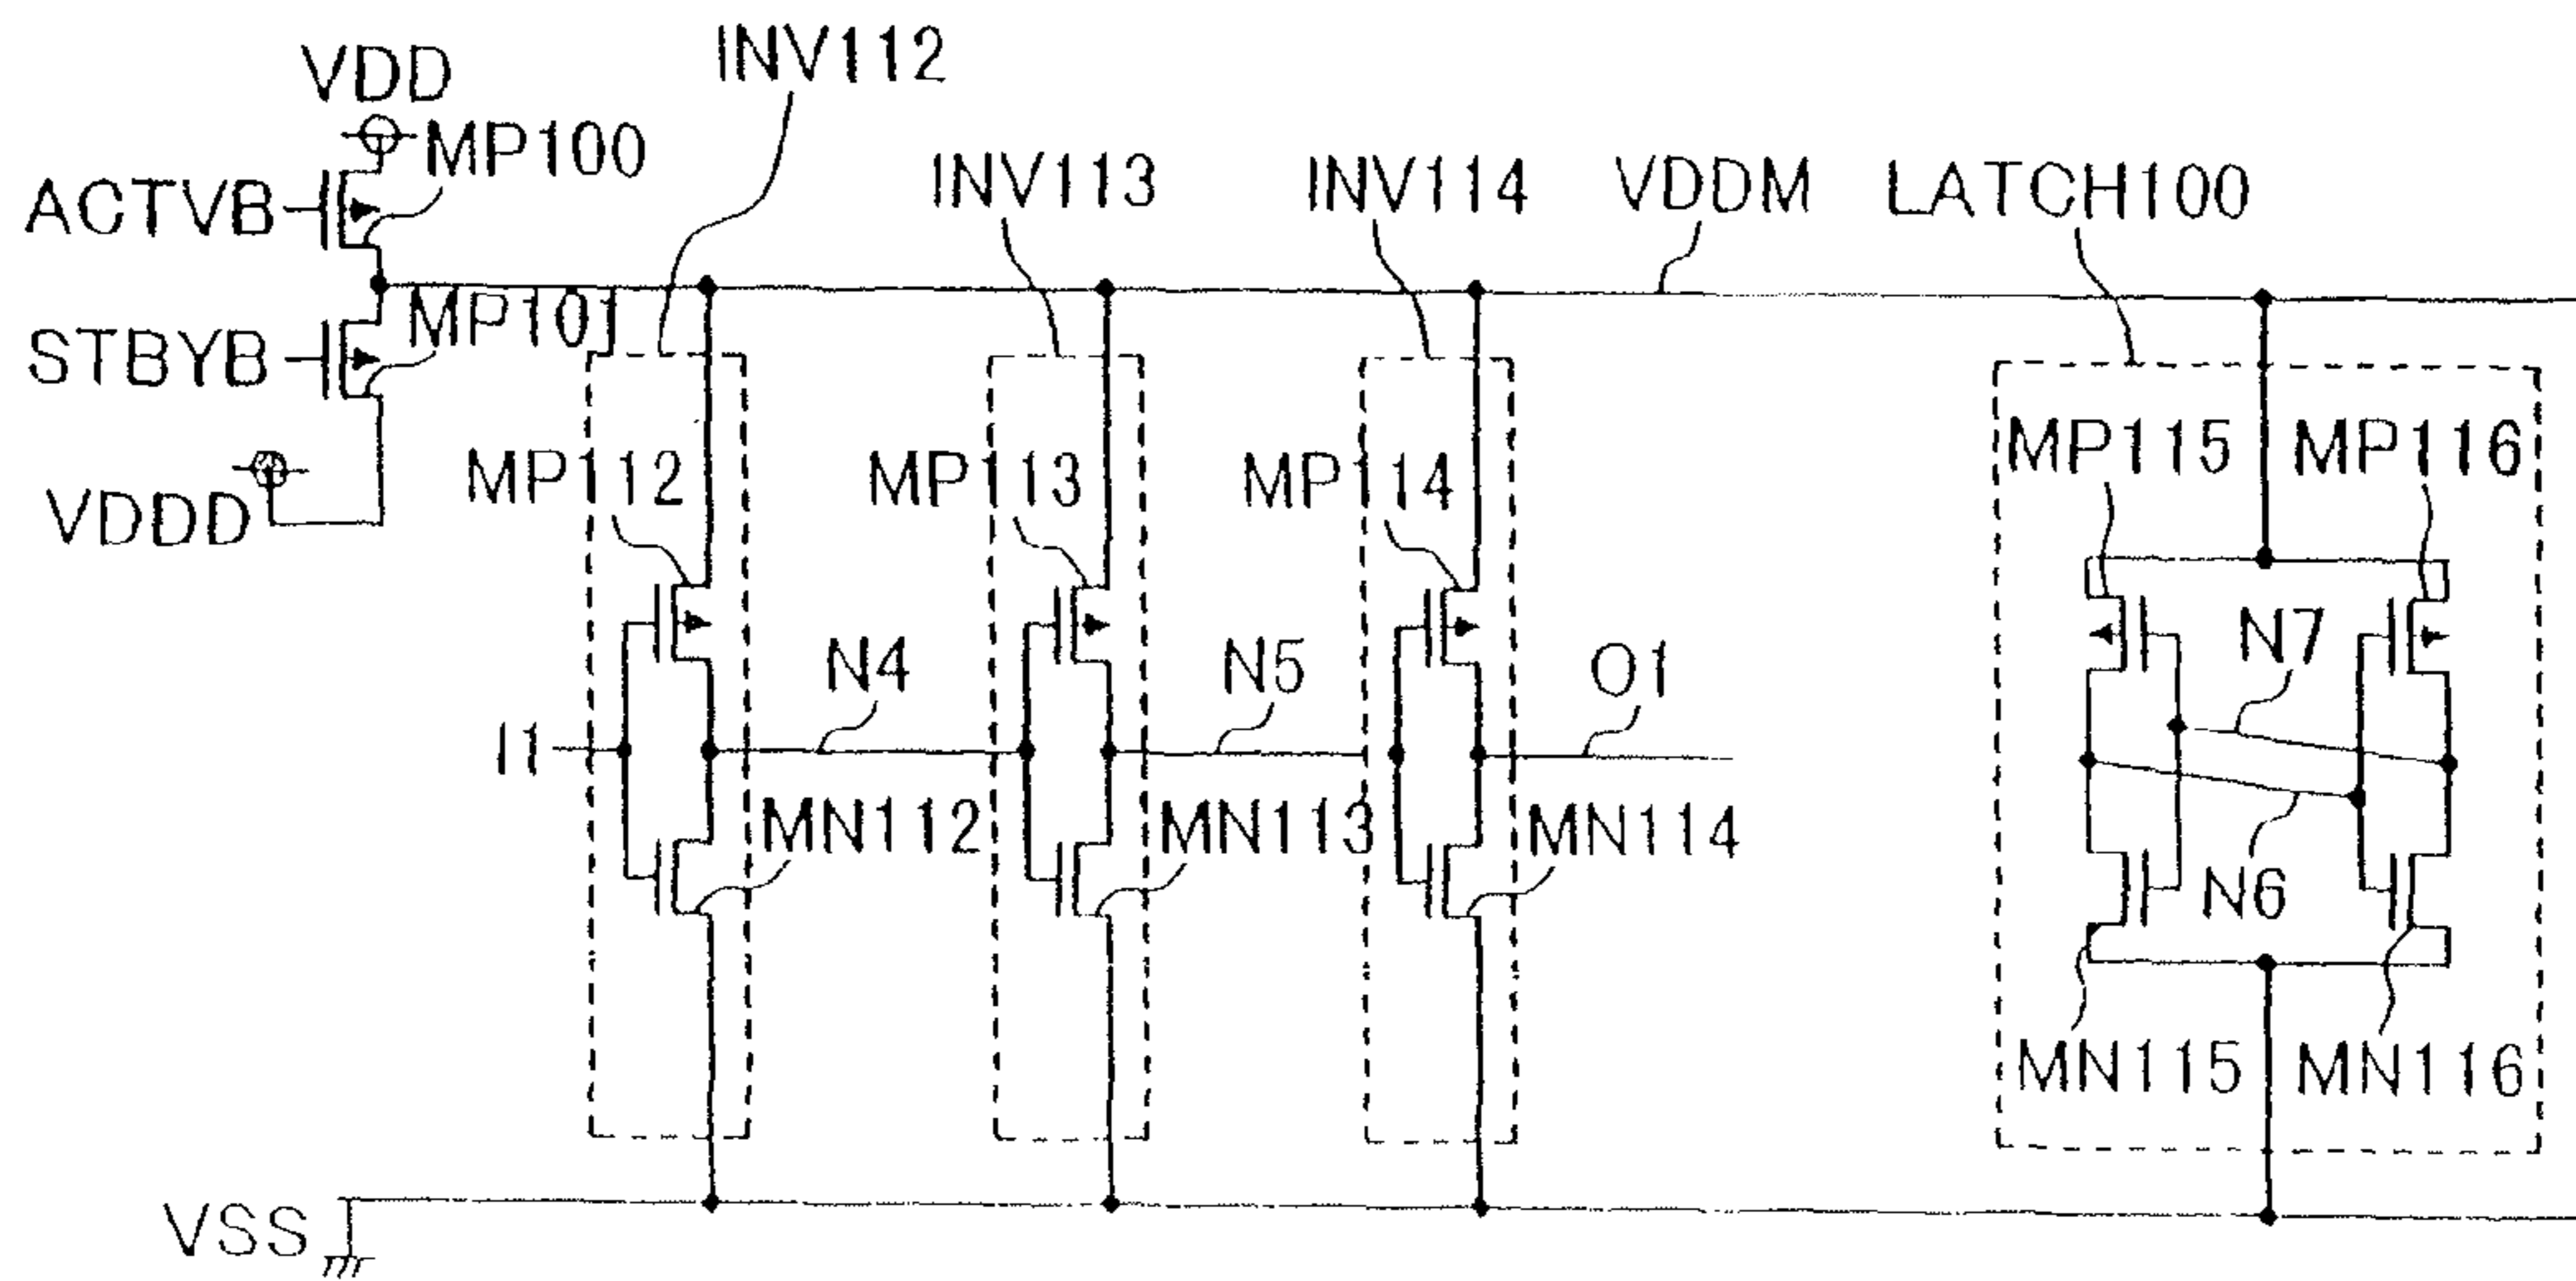 INV112
VDD
MP100
INV113
INV114
VDDM
LATCH100
ACTVB
MP101
STBYB
VDDD
MP112
MP113
MP114
MP115
MP116
N7
N4
N5
O1
I1
MN112
MN113
MN114
N6
MN115
MN116
VSS